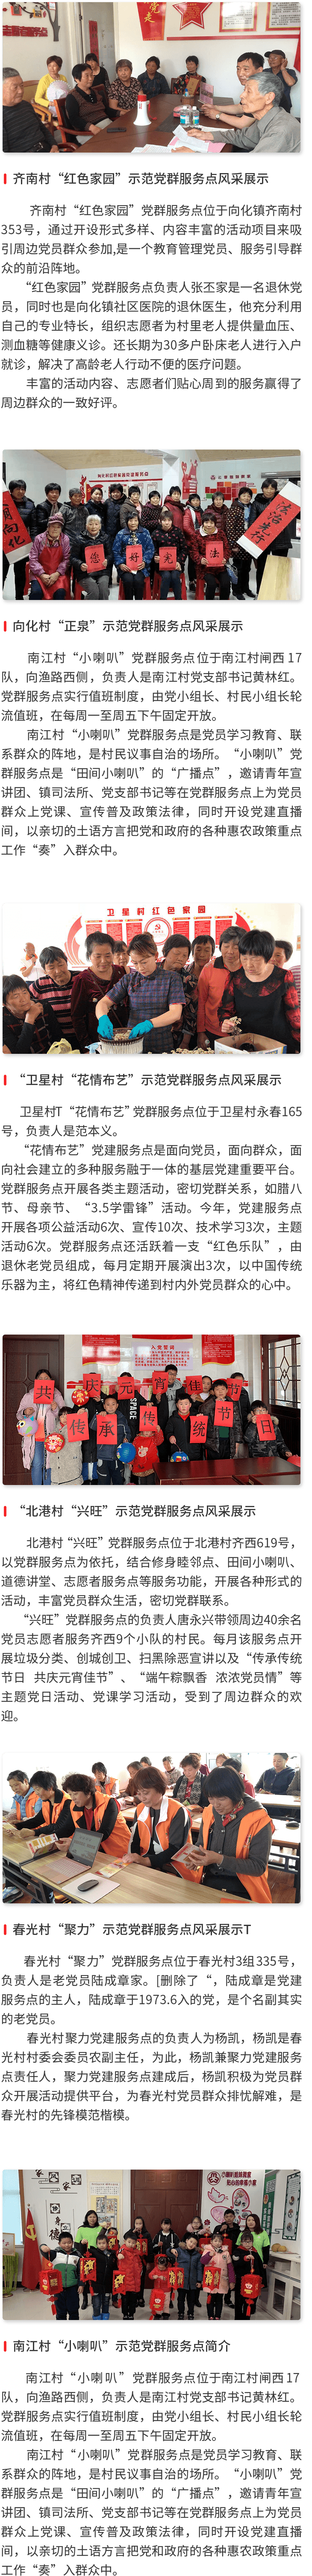 齐南村“红色家园”示范党群服务点风采展示
齐南村“红色家园”党群服务点位于向化镇齐南村
353号，通过开设形式多样、内容丰富的活动项目来吸
引周边党员群众参加,是一个教育管理党员、服务引导群
众的前沿阵地。
“红色家园”党群服务点负责人张丕家是一名退休党
员，同时也是向化镇社区医院的退休医生，他充分利用
自己的专业特长，组织志愿者为村里老人提供量血压、
测血糖等健康义诊。还长期为30多户卧床老人进行入户
就诊，解决了高龄老人行动不便的医疗问题。
丰富的活动内容、志愿者们贴心周到的服务赢得了
周边群众的一致好评。
您 好 宪 法
法治先行
向化村“正泉”示范党群服务点风采展示
南江村“小喇叭”党群服务点位于南江村闸西17
队，向渔路西侧，负责人是南江村党支部书记黄林红。
党群服务点实行值班制度，由党小组长、村民小组长轮
流值班，在每周一至周五下午固定开放。
南江村“小喇叭”党群服务点是党员学习教育、联
系群众的阵地，是村民议事自治的场所。“小喇叭”党
群服务点是“田间小喇叭”的“广播点”，邀请青年宣
讲团、镇司法所、党支部书记等在党群服务点上为党员
群众上党课、宣传普及政策法律，同时开设党建直播
间，以亲切的土语方言把党和政府的各种惠农政策重点
工作“奏”入群众中。
卫星村红色家园
“卫星村“花情布艺”示范党群服务点风采展示
卫星村T“花情布艺”党群服务点位于卫星村永春165
号，负责人是范本义。
“花情布艺”党建服务点是面向党员，面向群众，面
向社会建立的多种服务融于一体的基层党建重要平台。
党群服务点开展各类主题活动，密切党群关系，如腊八
节、母亲节、“3.5学雷锋”活动。今年，党建服务点
开展各项公益活动6次、宣传10次、技术学习3次，主题
活动6次。党群服务点还活跃着一支“红色乐队”，由
退休老党员组成，每月定期开展演出3次，以中国传统
乐器为主，将红色精神传递到村内外党员群众的心中。
入党誓词
共 庆 元 宵 佳 节
传 承 传 统 节 日
SPACE
“北港村“兴旺”示范党群服务点风采展示
北港村“兴旺”党群服务点位于北港村齐西619号，
以党群服务点为依托，结合修身睦邻点、田间小喇叭、
道德讲堂、志愿者服务点等服务功能，开展各种形式的
活动，丰富党员群众生活，密切党群联系。
“兴旺”党群服务点的负责人唐永兴带领周边40余名
党员志愿者服务齐西9个小队的村民。每月该服务点开
展垃圾分类、创城创卫、扫黑除恶宣讲以及“传承传统
节日 共庆元宵佳节”、“端午粽飘香 浓浓党员情”等
主题党日活动、党课学习活动，受到了周边群众的欢
迎。
春光村“聚力”示范党群服务点风采展示T
春光村“聚力”党群服务点位于春光村3组335号，
负责人是老党员陆成章家。[删除了“，陆成章是党建
服务点的主人，陆成章于1973.6入的党，是个名副其实
的老党员。
春光村聚力党建服务点的负责人为杨凯，杨凯是春
光村村委会委员农副主任，为此，杨凯兼聚力党建服务
点责任人，聚力党建服务点建成后，杨凯积极为党员群
众开展活动提供平台，为春光村党员群众排忧解难，是
春光村的先锋模范楷模。
南江村“小喇叭”示范党群服务点简介
南江村“小喇叭”党群服务点位于南江村闸西17
队，向渔路西侧，负责人是南江村党支部书记黄林红。
党群服务点实行值班制度，由党小组长、村民小组长轮
流值班，在每周一至周五下午固定开放。
南江村“小喇叭”党群服务点是党员学习教育、联
系群众的阵地，是村民议事自治的场所。“小喇叭”党
群服务点是“田间小喇叭”的“广播点”，邀请青年宣
讲团、镇司法所、党支部书记等在党群服务点上为党员
群众上党课、宣传普及政策法律，同时开设党建直播
间，以亲切的土语方言把党和政府的各种惠农政策重点
工作“奏”入群众中。